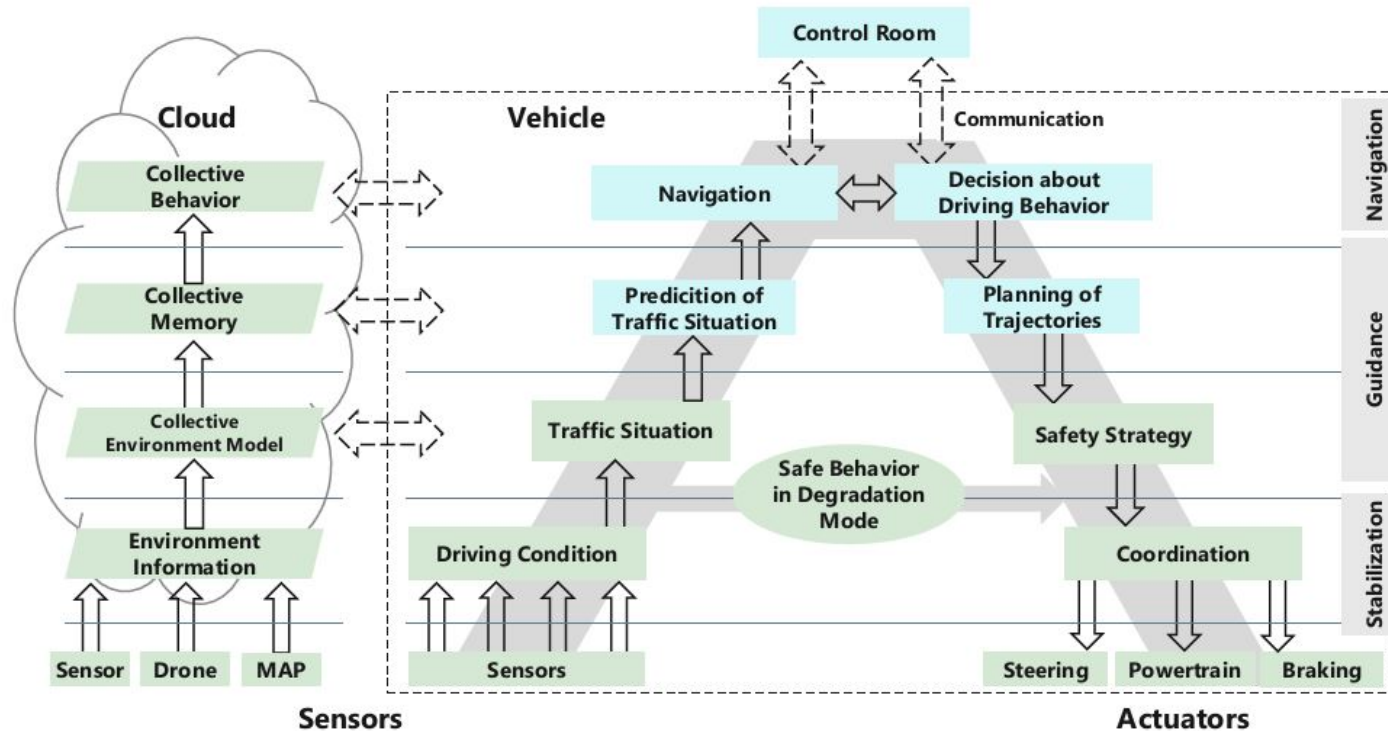 Control Room
Cloud
Vehicle
Communication
Navigation
Collective
Behavior
Navigation
Decision about
Driving Behavior
Collective
Memory
Predicition of
Traffic Situation
Planning of
Trajectories
Guidance
Collective
Environment Model
Traffic Situation
Safety Strategy
Safe Behavior
in Degradation
Mode
Environment
Information
Driving Condition
Coordination
Stabilization
Sensor
Drone
MAP
Sensors
Steering
Powertrain
Braking
Sensors
Actuators